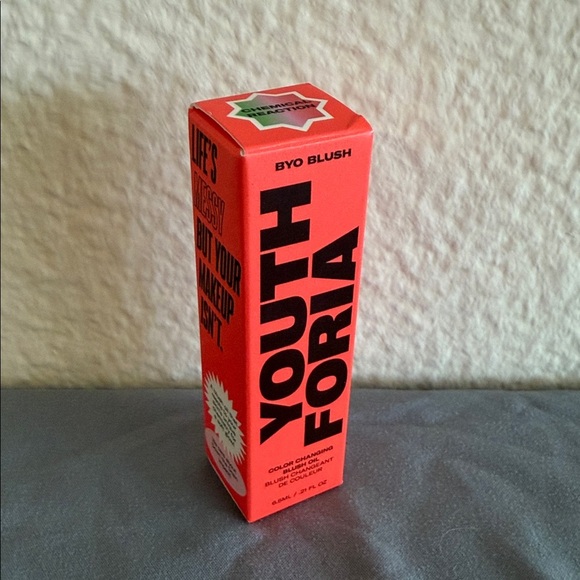 CHEMICAL
REACTION
BYO BLUSH
YOUTH
FORIA
COLOR CHANGING
BLUSH OIL
BLUSH CHANGEANT
DE COULEUR
6.5ML / .21 FL OZ
LIFE'S
MESSY
BUT YOUR
MAKEUP
ISN'T.